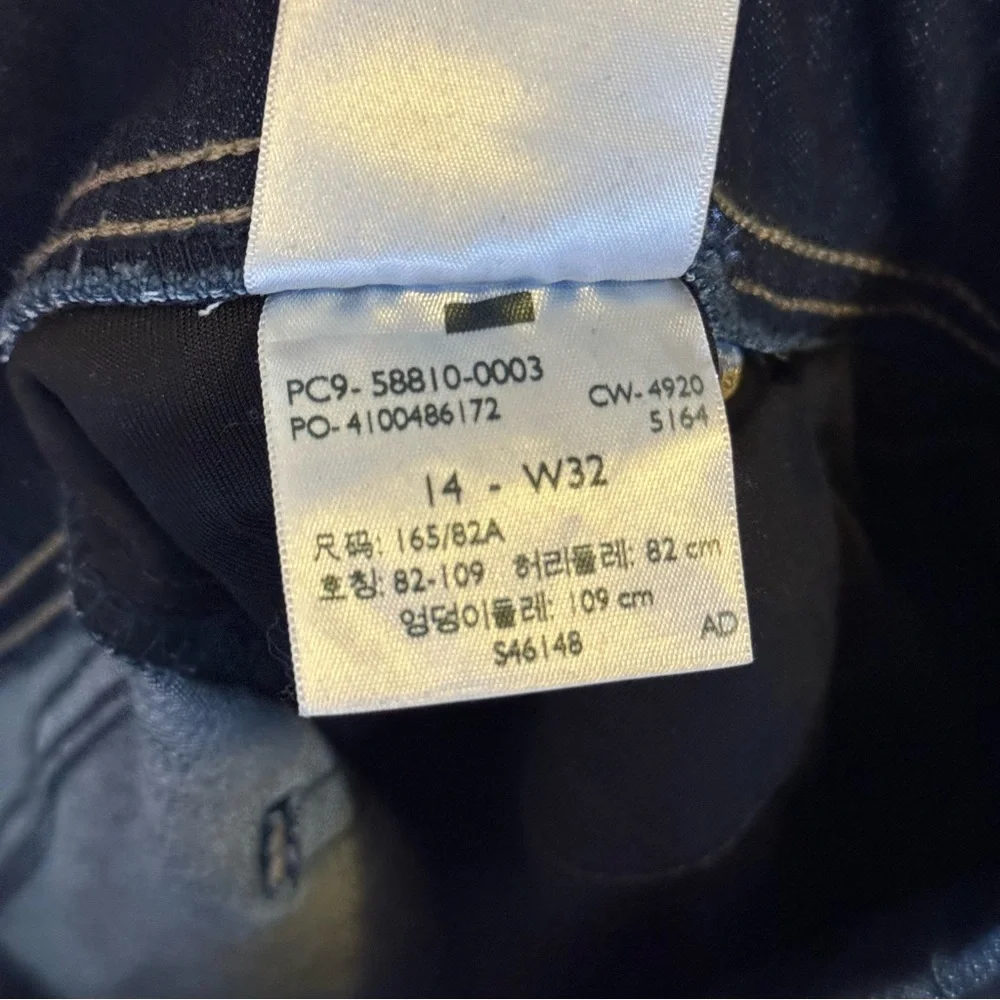 PC9- 58810-0003
PO- 4100486172
CW- 4920
5164
14 - W32
尺码: 165/82A
호칭: 82-109 허리둘레: 82 cm
엉덩이둘레: 109 cm
S46148
AD